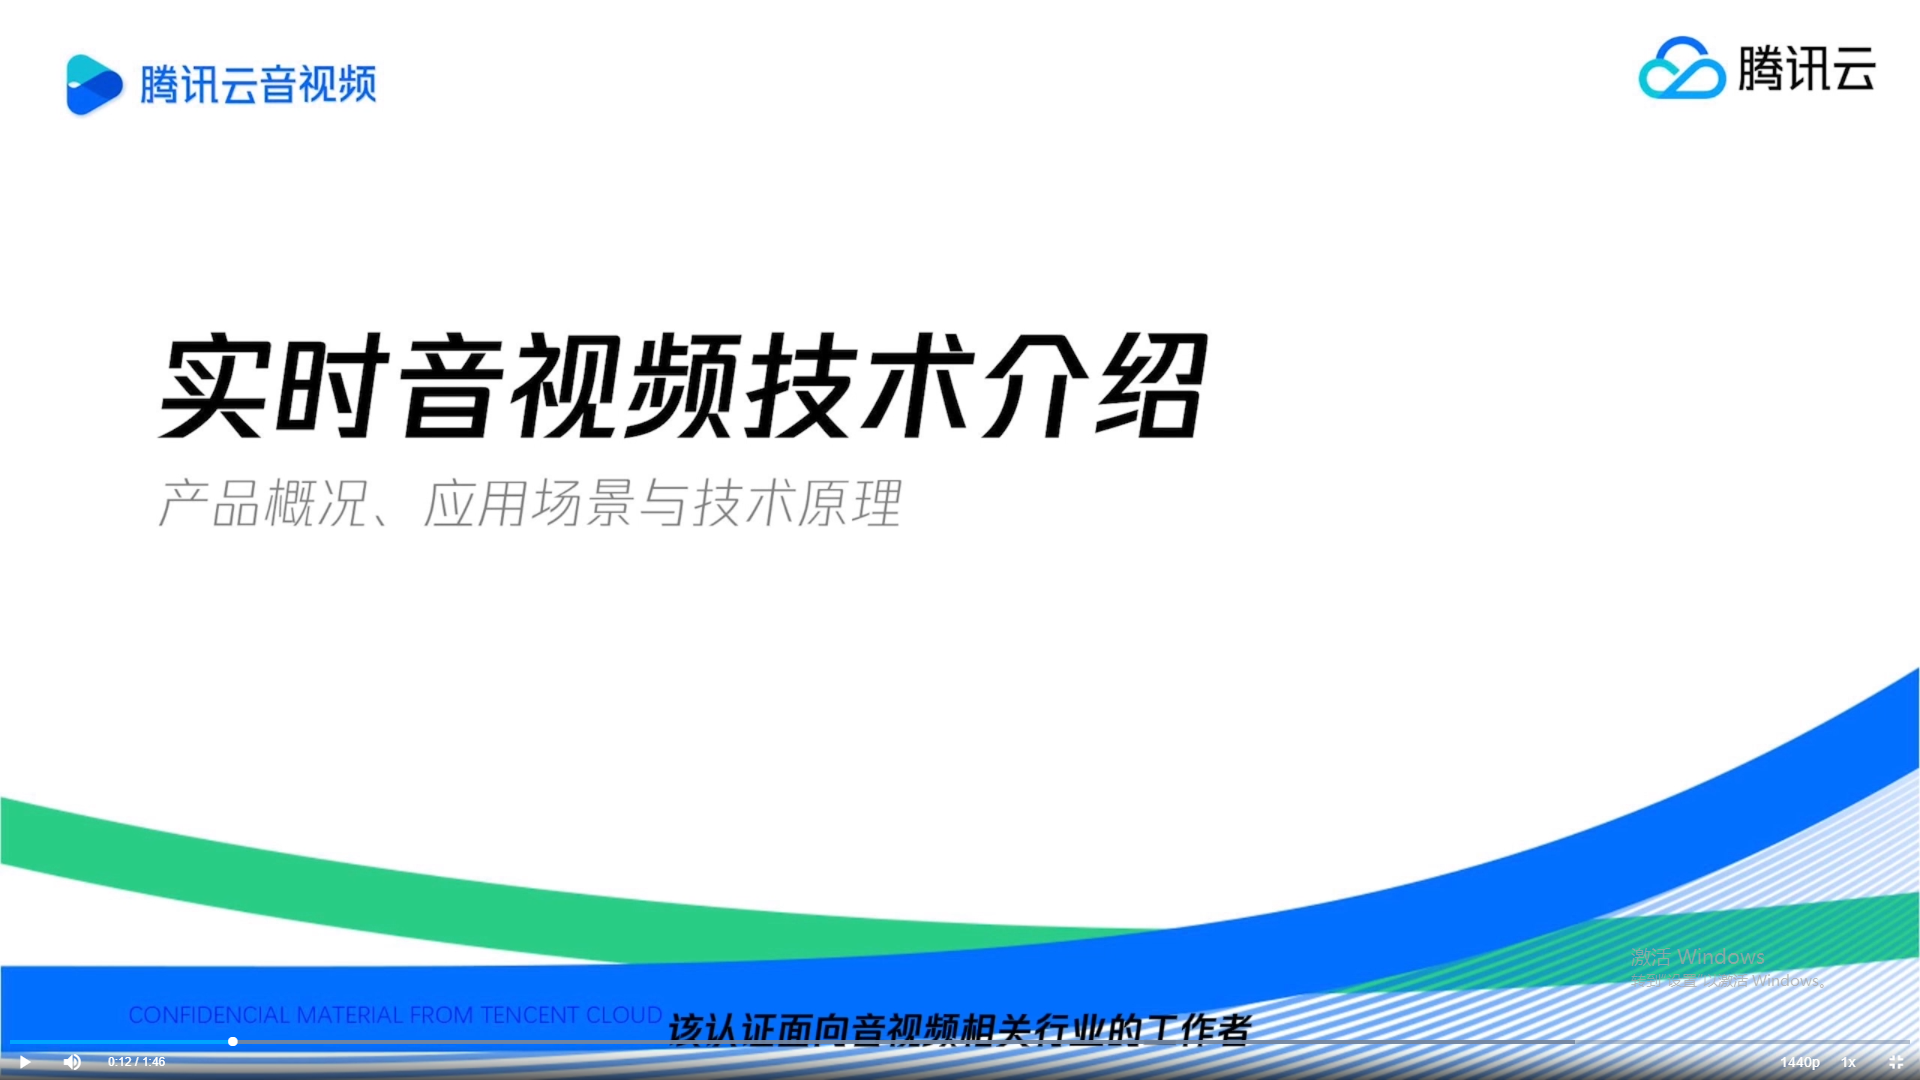 腾讯云音视频
腾讯云
实时音视频技术介绍
产品概况、应用场景与技术原理
激活 Windows
转到“设置”以激活 Windows。
CONFIDENCIAL MATERIAL FROM TENCENT CLOUD
该认证面向音视频相关行业的工作者
0:12 / 1:46
1440p
1x